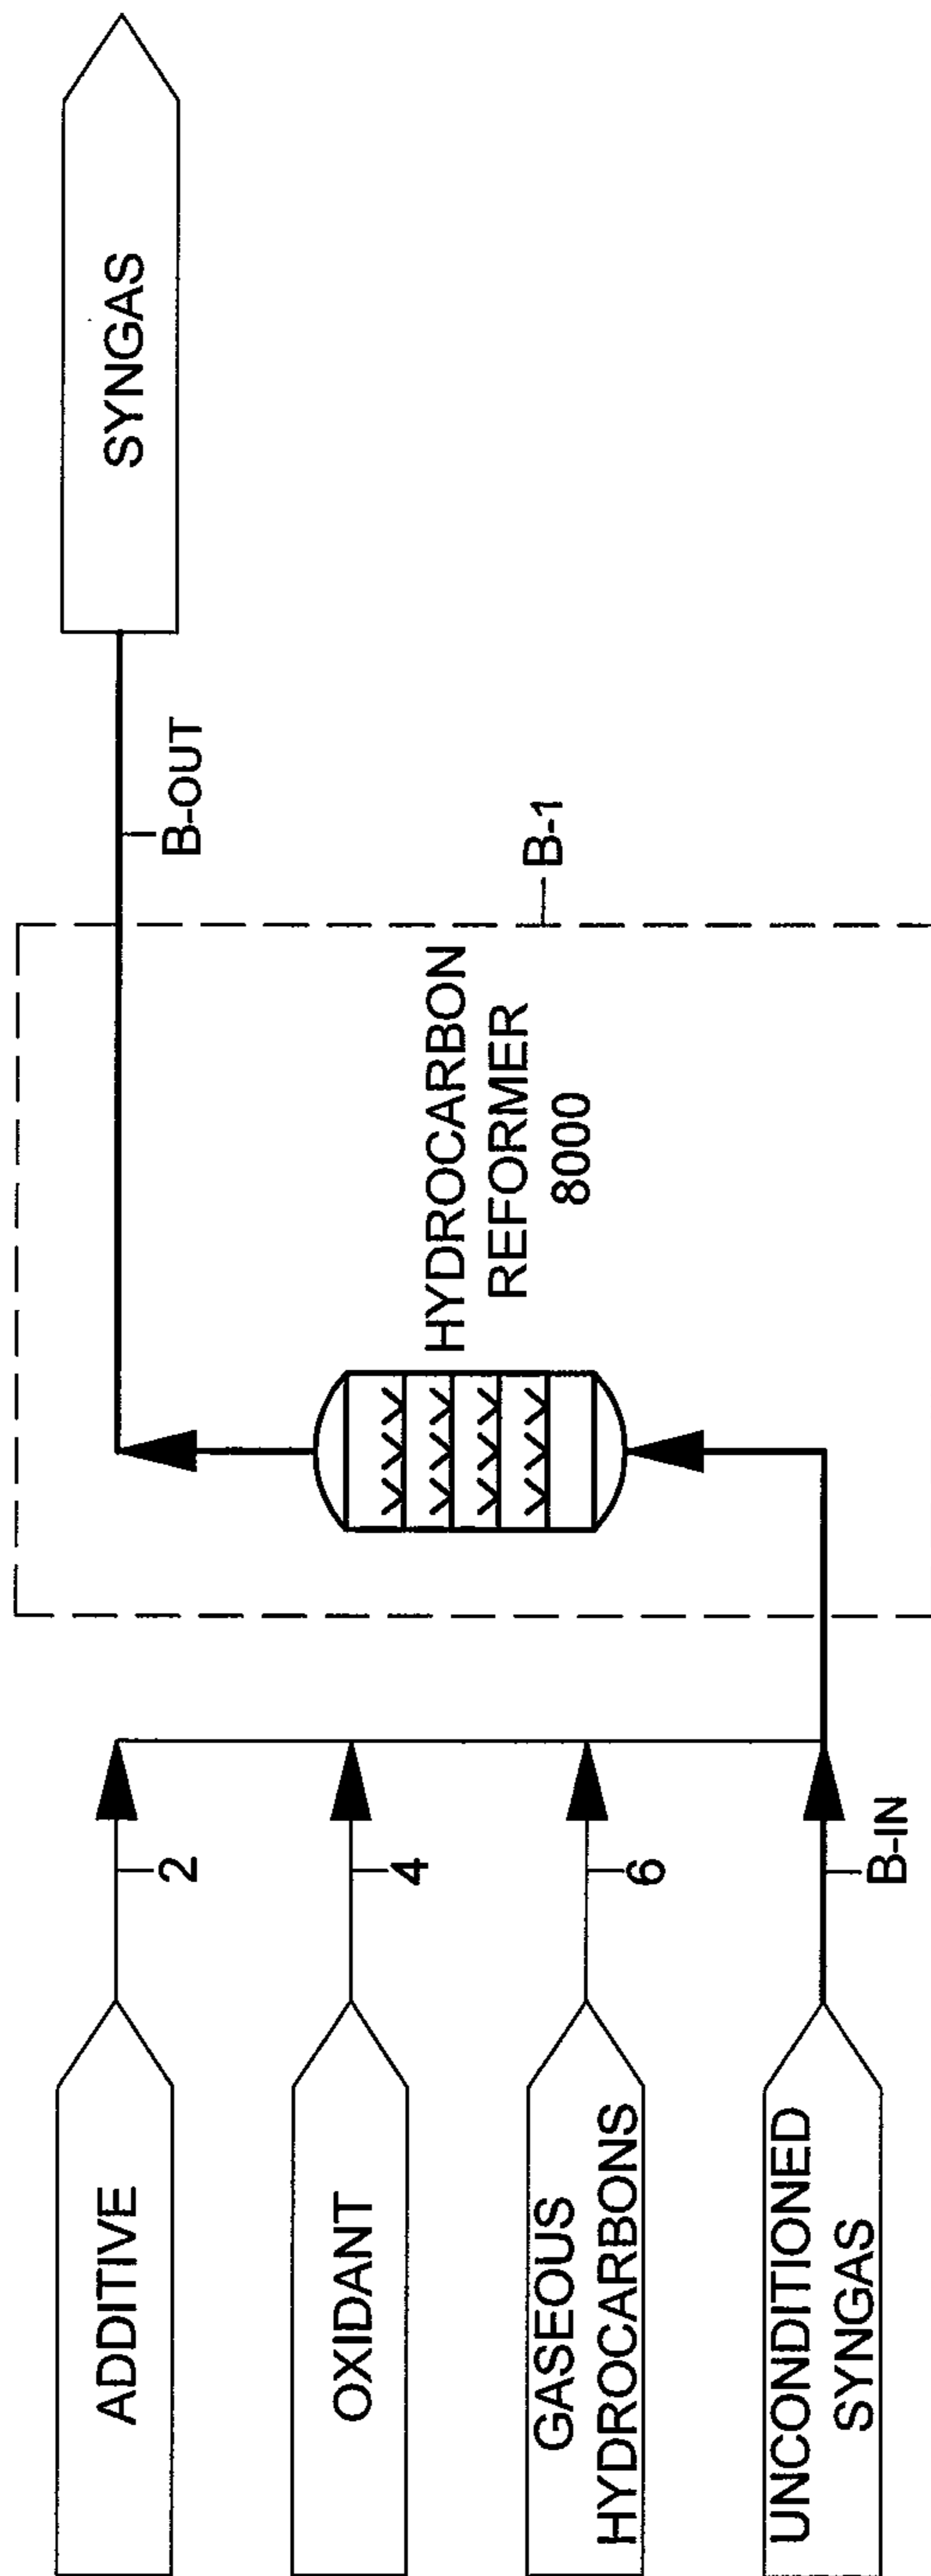 ADDITIVE
2
OXIDANT
4
GASEOUS
HYDROCARBONS
6
UNCONDITIONED
SYNGAS
B-IN
HYDROCARBON
REFORMER
8000
B-1
B-OUT
SYNGAS